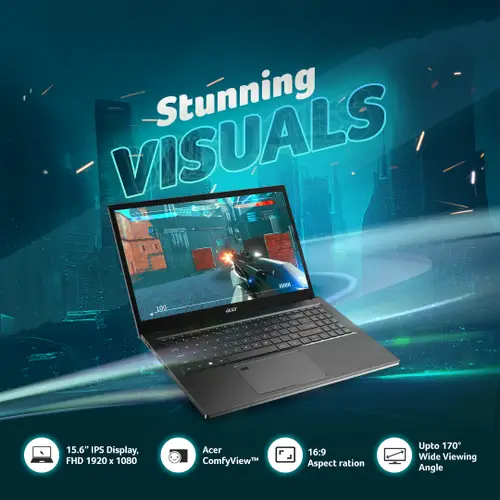 Stunning
VISUALS
100
acer
15.6" IPS Display,
FHD 1920 x 1080
Acer
ComfyView™
16:9
Aspect ration
Upto 170°
Wide Viewing
Angle